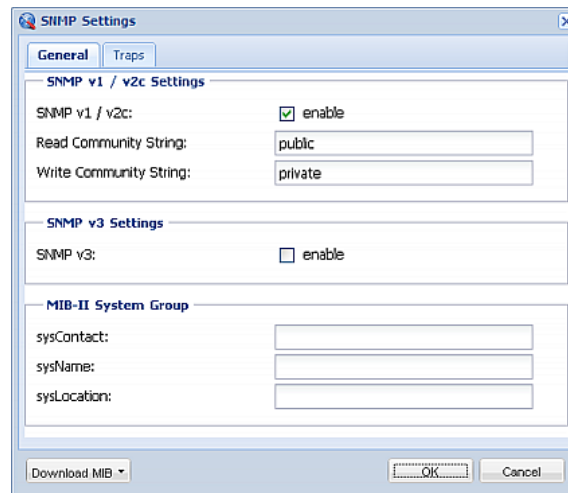 SNMP Settings
General Traps
SNMP v1 / v2c Settings
SNMP v1 / v2c: enable
Read Community String: public
Write Community String: private
SNMP v3 Settings
SNMP v3: enable
MIB-II System Group
sysContact:
sysName:
sysLocation:
Download MIB OK Cancel